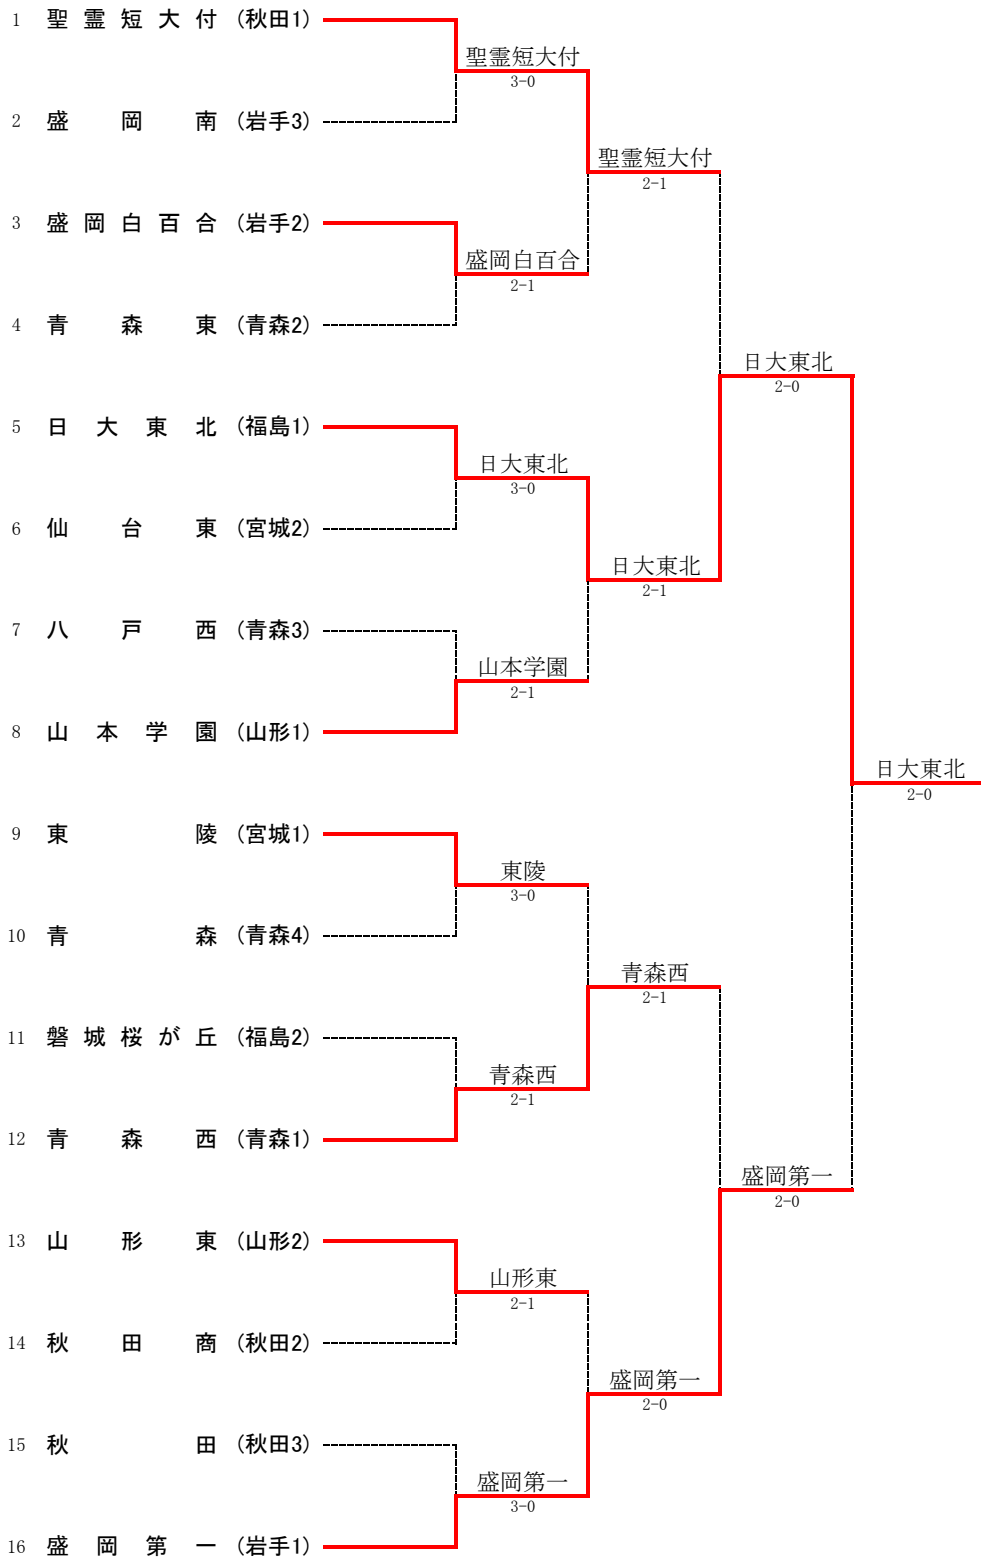 1 聖霊短大付 (秋田1)
聖霊短大付
3-0
2 盛岡南 (岩手3)
聖霊短大付
2-1
3 盛岡白百合 (岩手2)
盛岡白百合
2-1
4 青森東 (青森2)
日大東北
2-0
5 日大東北 (福島1)
日大東北
3-0
6 仙台東 (宮城2)
日大東北
2-1
7 八戸西 (青森3)
山本学園
2-1
8 山本学園 (山形1)
日大東北
2-0
9 東陵 (宮城1)
東陵
3-0
10 青森 (青森4)
青森西
2-1
11 磐城桜が丘 (福島2)
青森西
2-1
12 青森西 (青森1)
盛岡第一
2-0
13 山形東 (山形2)
山形東
2-1
14 秋田商 (秋田2)
盛岡第一
2-0
15 秋田 (秋田3)
盛岡第一
3-0
16 盛岡第一 (岩手1)